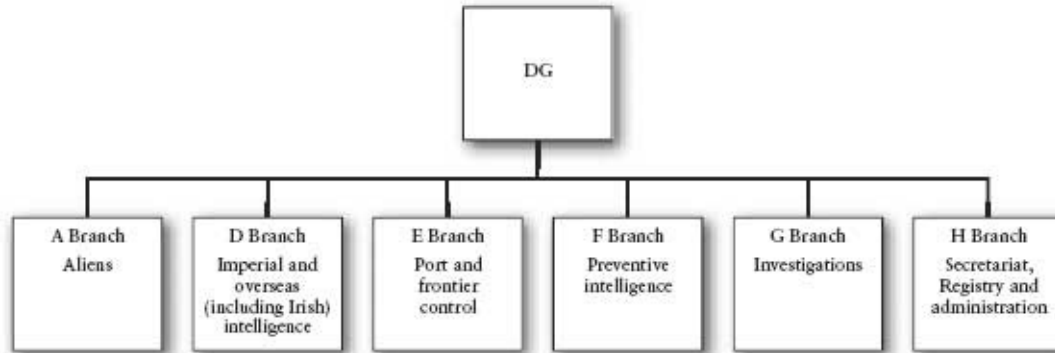 DG
A Branch
Aliens
D Branch
Imperial and
overseas
(including Irish)
intelligence
E Branch
Port and
frontier
control
F Branch
Preventive
intelligence
G Branch
Investigations
H Branch
Secretariat,
Registry and
administration